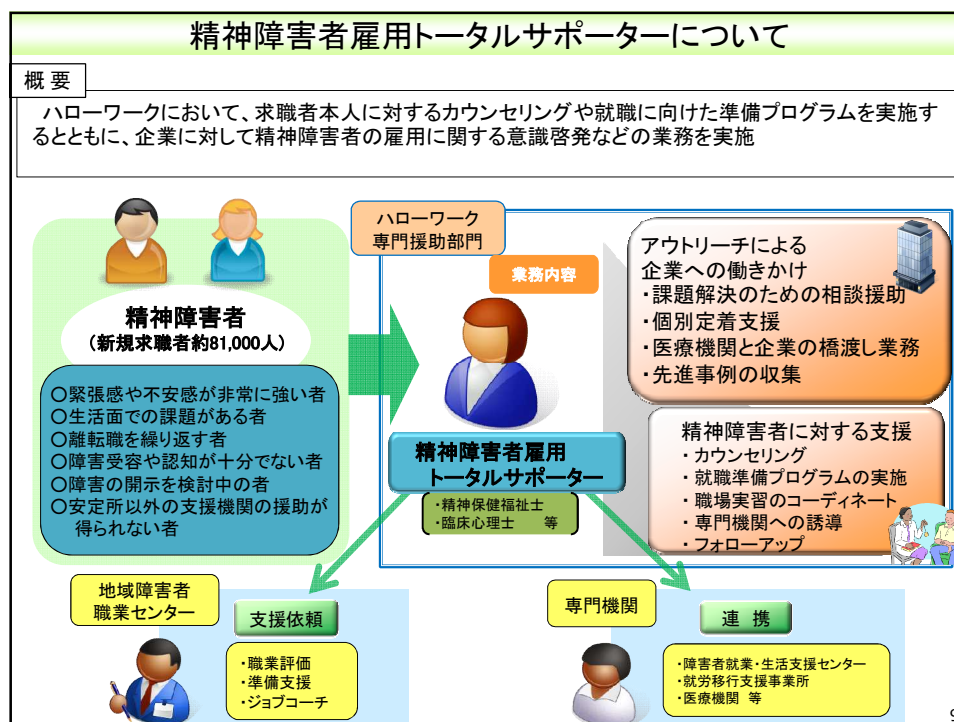 精神障害者雇用トータルサポーターについて
概 要
ハローワークにおいて、求職者本人に対するカウンセリングや就職に向けた準備プログラムを実施す
るとともに、企業に対して精神障害者の雇用に関する意識啓発などの業務を実施
精神障害者
(新規求職者約81,000人)
〇緊張感や不安感が非常に強い者
〇生活面での課題がある者
〇離転職を繰り返す者
〇障害受容や認知が十分でない者
〇障害の開示を検討中の者
〇安定所以外の支援機関の援助が
得られない者
ハローワーク
専門援助部門
業務内容
精神障害者雇用
トータルサポーター
・精神保健福祉士
・臨床心理士 等
アウトリーチによる
企業への働きかけ
・課題解決のための相談援助
・個別定着支援
・医療機関と企業の橋渡し業務
・先進事例の収集
精神障害者に対する支援
・カウンセリング
・就職準備プログラムの実施
・職場実習のコーディネート
・専門機関への誘導
・フォローアップ
地域障害者
職業センター
支援依頼
・職業評価
・準備支援
・ジョブコーチ
専門機関
連 携
・障害者就業・生活支援センター
・就労移行支援事業所
・医療機関 等
9